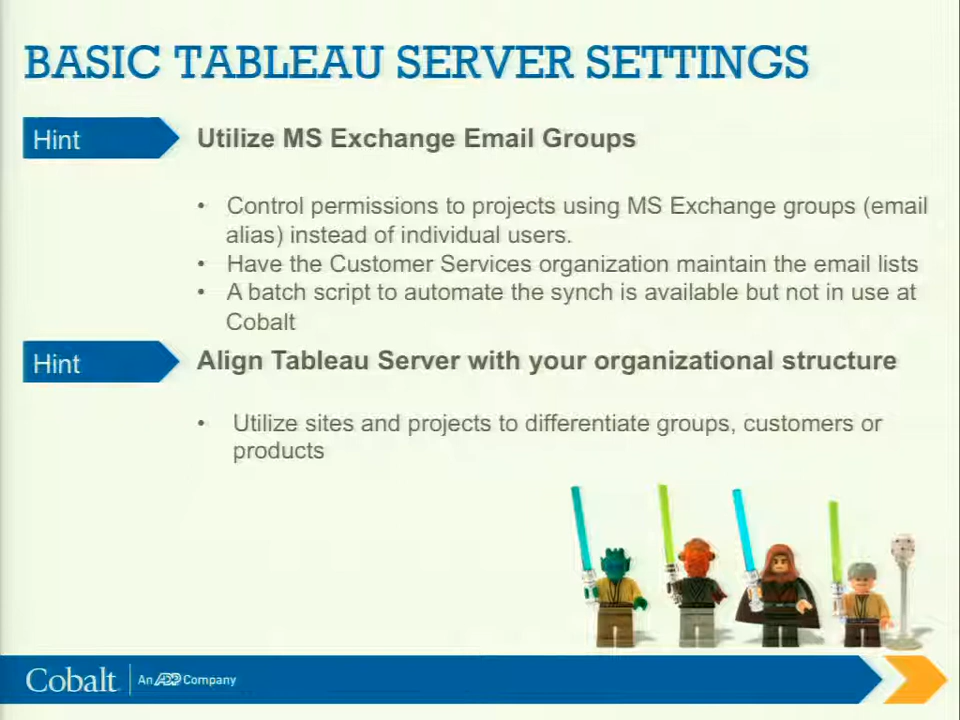 BASIC TABLEAU SERVER SETTINGS
Hint
Utilize MS Exchange Email Groups
• Control permissions to projects using MS Exchange groups (email
alias) instead of individual users.
• Have the Customer Services organization maintain the email lists
• A batch script to automate the synch is available but not in use at
Cobalt
Hint
Align Tableau Server with your organizational structure
• Utilize sites and projects to differentiate groups, customers or
products
Cobalt An ADP Company